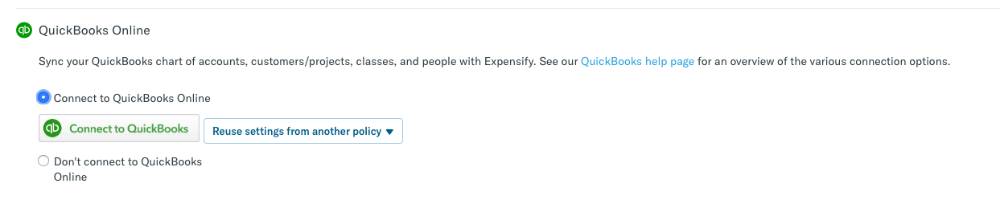 qb QuickBooks Online
Sync your QuickBooks chart of accounts, customers/projects, classes, and people with Expensify. See our QuickBooks help page for an overview of the various connection options.
Connect to QuickBooks Online
qb Connect to QuickBooks Reuse settings from another policy
Don't connect to QuickBooks
Online